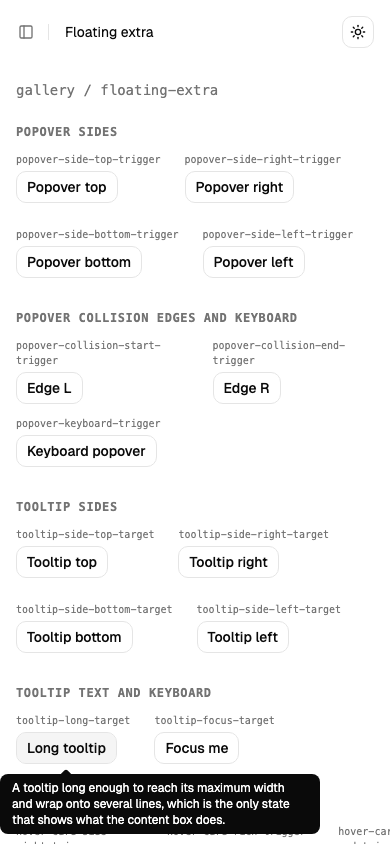 Floating extra
gallery / floating-extra
POPOVER SIDES
popover-side-top-trigger popover-side-right-trigger
Popover top Popover right
popover-side-bottom-trigger popover-side-left-trigger
Popover bottom Popover left
POPOVER COLLISION EDGES AND KEYBOARD
popover-collision-start-trigger popover-collision-end-trigger
Edge L Edge R
popover-keyboard-trigger
Keyboard popover
TOOLTIP SIDES
tooltip-side-top-target tooltip-side-right-target
Tooltip top Tooltip right
tooltip-side-bottom-target tooltip-side-left-target
Tooltip bottom Tooltip left
TOOLTIP TEXT AND KEYBOARD
tooltip-long-target tooltip-focus-target
Long tooltip Focus me
A tooltip long enough to reach its maximum width
and wrap onto several lines, which is the only state
that shows what the content box does.